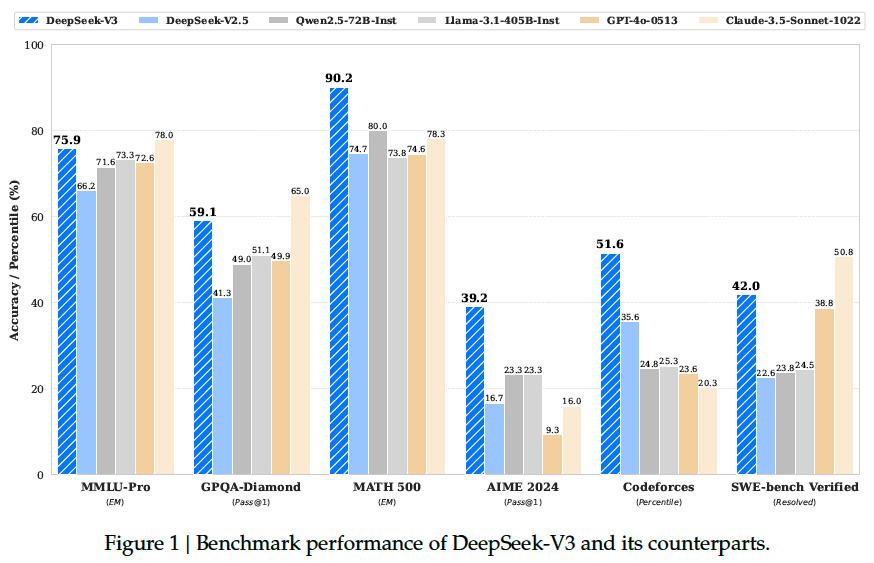 DeepSeek-V3 DeepSeek-V2.5 Qwen2.5-72B-Inst Llama-3.1-405B-Inst GPT-4o-0513 Claude-3.5-Sonnet-1022
Accuracy / Percentile (%)
100
80
60
40
20
0
75.9 66.2 71.6 73.3 72.6 78.0
59.1 41.3 49.0 51.1 49.9 65.0
90.2 74.7 80.0 73.8 74.6 78.3
39.2 16.7 23.3 23.3 9.3 16.0
51.6 35.6 24.8 25.3 23.6 20.3
42.0 22.6 23.8 24.5 38.8 50.8
MMLU-Pro
(EM)
GPQA-Diamond
(Pass@1)
MATH 500
(EM)
AIME 2024
(Pass@1)
Codeforces
(Percentile)
SWE-bench Verified
(Resolved)
Figure 1 | Benchmark performance of DeepSeek-V3 and its counterparts.